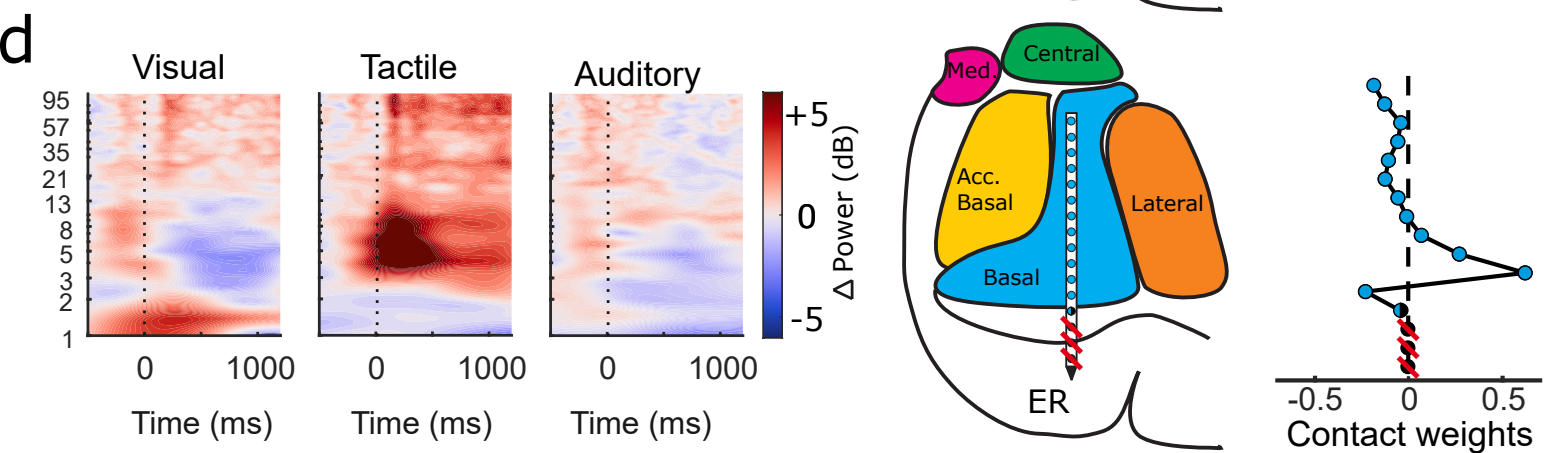 d
Visual
Tactile
Auditory
95
57
35
21
13
8
5
3
2
1
0
1000
Time (ms)
0
1000
Time (ms)
0
1000
Time (ms)
+5
0
-5
Δ Power (dB)
Med.
Central
Acc.
Basal
Lateral
Basal
ER
-0.5
0
0.5
Contact weights